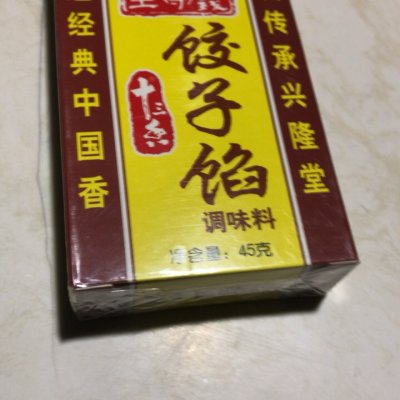 经典中国香
十三香
饺子馅
调味料
净含量：45克
传承兴隆堂